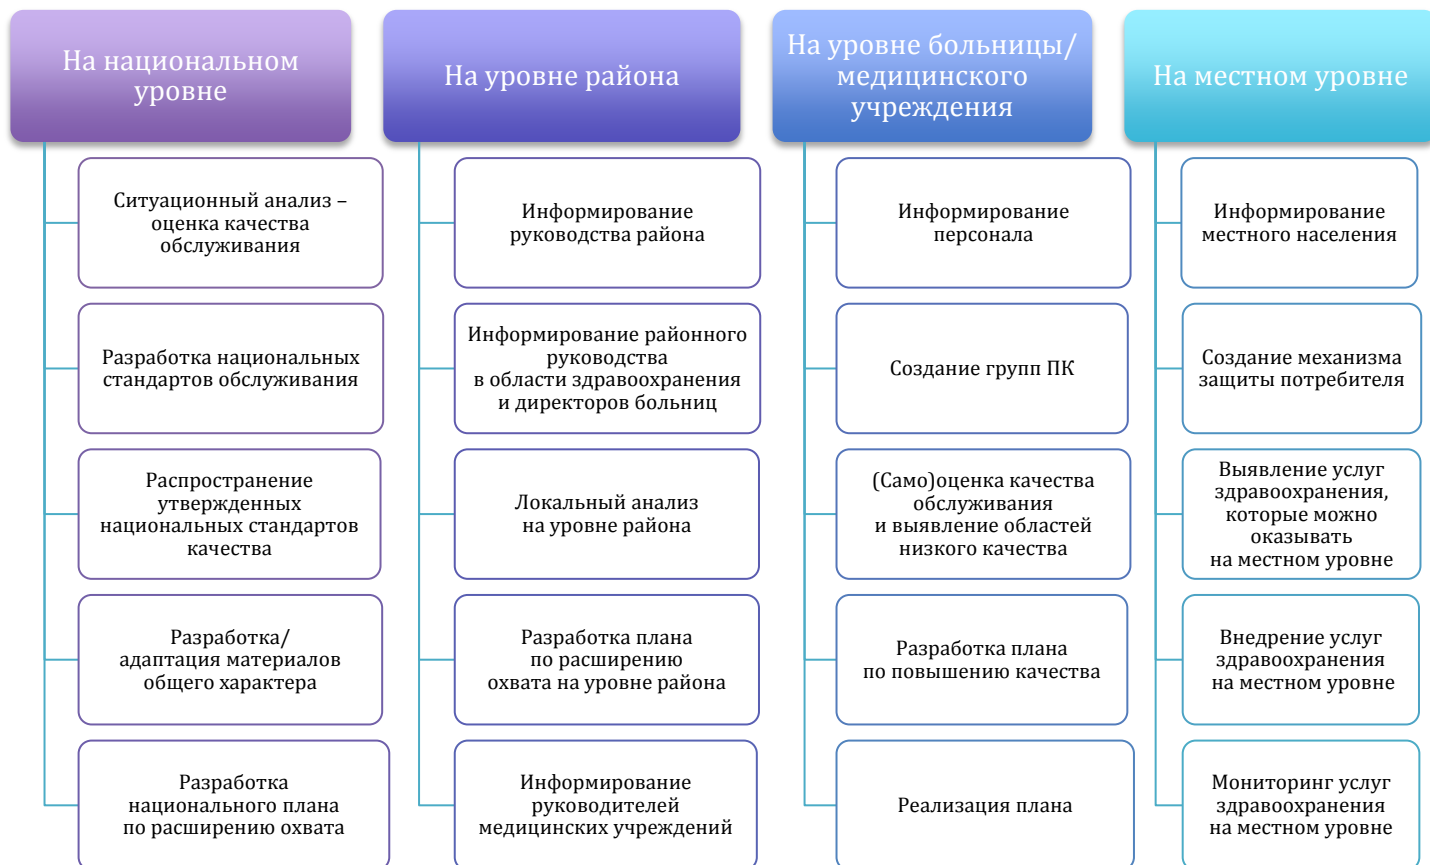 На национальном
уровне
Ситуационный анализ –
оценка качества
обслуживания
Разработка национальных
стандартов обслуживания
Распространение
утвержденных
национальных стандартов
качества
Разработка/
адаптация материалов
общего характера
Разработка
национального плана
по расширению охвата
На уровне района
Информирование
руководства района
Информирование районного
руководства
в области здравоохранения
и директоров больниц
Локальный анализ
на уровне района
Разработка плана
по расширению
охвата на уровне района
Информирование
руководителей
медицинских учреждений
На уровне больницы/
медицинского
учреждения
Информирование
персонала
Создание групп ПК
(Само)оценка качества
обслуживания
и выявление областей
низкого качества
Разработка плана
по повышению качества
Реализация плана
На местном уровне
Информирование
местного населения
Создание механизма
защиты потребителя
Выявление услуг
здравоохранения,
которые можно
оказывать
на местном уровне
Внедрение услуг
здравоохранения
на местном уровне
Мониторинг услуг
здравоохранения
на местном уровне